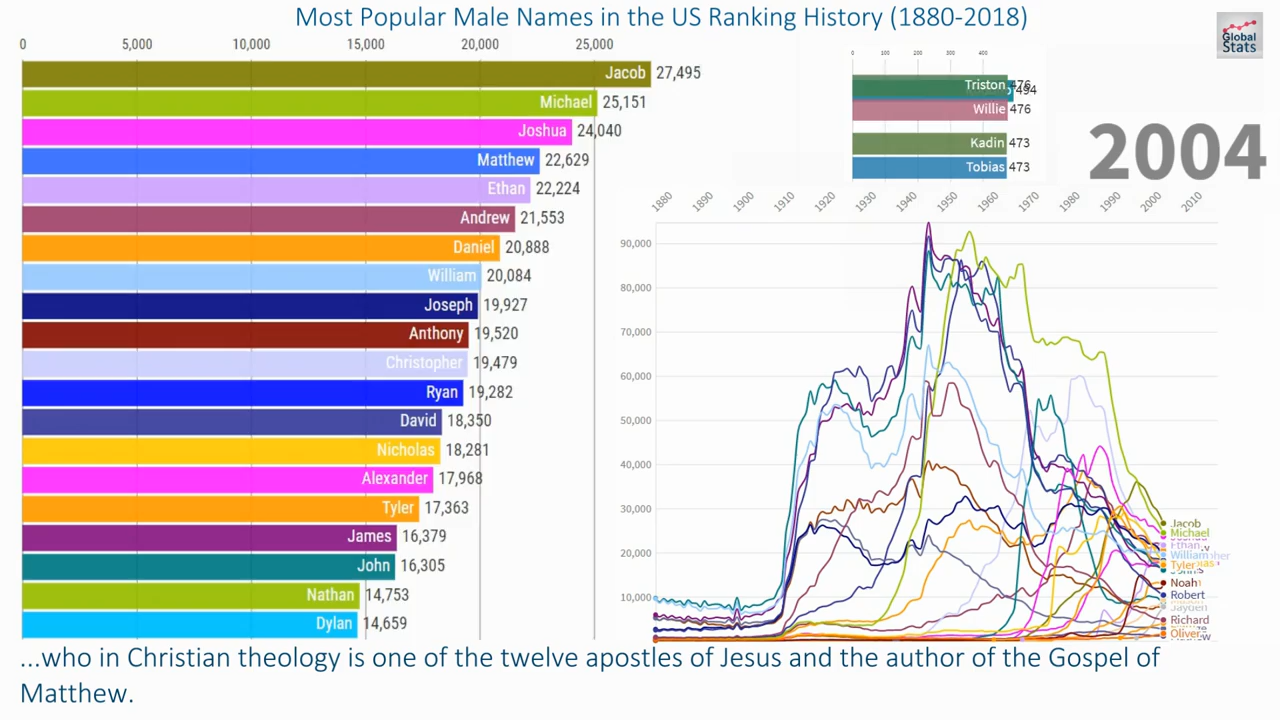 Most Popular Male Names in the US Ranking History (1880-2018)
Global
Stats
0 5,000 10,000 15,000 20,000 25,000
Jacob 27,495
Michael 25,151
Joshua 24,040
Matthew 22,629
Ethan 22,224
Andrew 21,553
Daniel 20,888
William 20,084
Joseph 19,927
Anthony 19,520
Christopher 19,479
Ryan 19,282
David 18,350
Nicholas 18,281
Alexander 17,968
Tyler 17,363
James 16,379
John 16,305
Nathan 14,753
Dylan 14,659
0 100 200 300 400
Triston 476
494
Willie 476
Kadin 473
Tobias 473
2004
1880 1890 1900 1910 1920 1930 1940 1950 1960 1970 1980 1990 2000 2010
90,000
80,000
70,000
60,000
50,000
40,000
30,000
20,000
10,000
Jacob
Michael
Ethan
William
Tyler
Noah
Robert
Jayden
Richard
Oliver
...who in Christian theology is one of the twelve apostles of Jesus and the author of the Gospel of
Matthew.